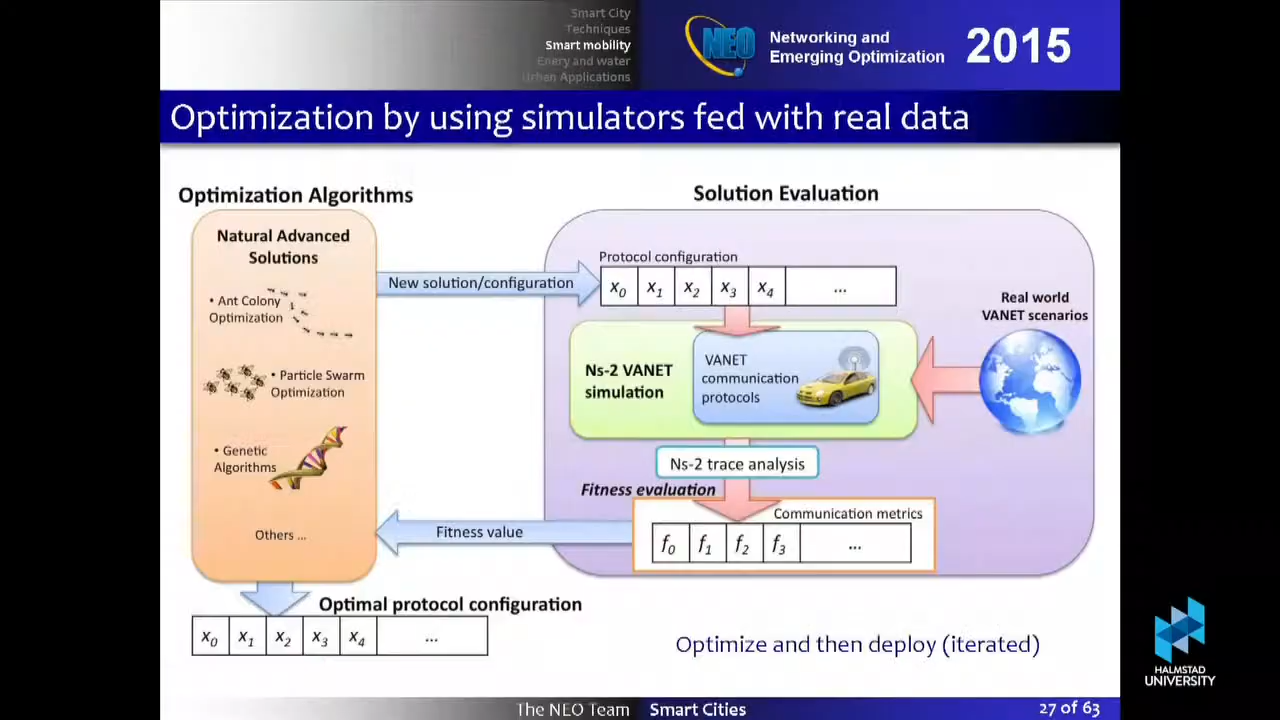 Smart City
Techniques
Smart mobility
Enery and water
Urban Applications
NEO
Networking and
Emerging Optimization
2015
Optimization by using simulators fed with real data
Optimization Algorithms
Natural Advanced
Solutions
• Ant Colony
Optimization
• Particle Swarm
Optimization
• Genetic
Algorithms
Others ...
New solution/configuration
Solution Evaluation
Protocol configuration
x0 x1 x2 x3 x4 ...
Ns-2 VANET
simulation
VANET
communication
protocols
Real world
VANET scenarios
Ns-2 trace analysis
Fitness evaluation
Communication metrics
f0 f1 f2 f3 ...
Fitness value
Optimal protocol configuration
x0 x1 x2 x3 x4 ...
Optimize and then deploy (iterated)
The NEO Team Smart Cities
27 of 63
HALMSTAD
UNIVERSITY